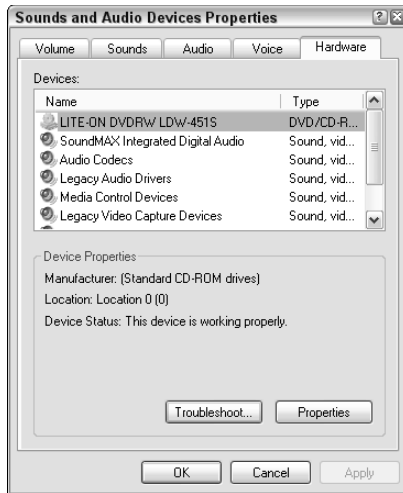 Sounds and Audio Devices Properties
Volume Sounds Audio Voice Hardware
Devices:
Name Type
LITE-ON DVDRW LDW-451S DVD/CD-R...
SoundMAX Integrated Digital Audio Sound, vid...
Audio Codecs Sound, vid...
Legacy Audio Drivers Sound, vid...
Media Control Devices Sound, vid...
Legacy Video Capture Devices Sound, vid...
Device Properties
Manufacturer: (Standard CD-ROM drives)
Location: Location 0 (0)
Device Status: This device is working properly.
Troubleshoot... Properties
OK Cancel Apply